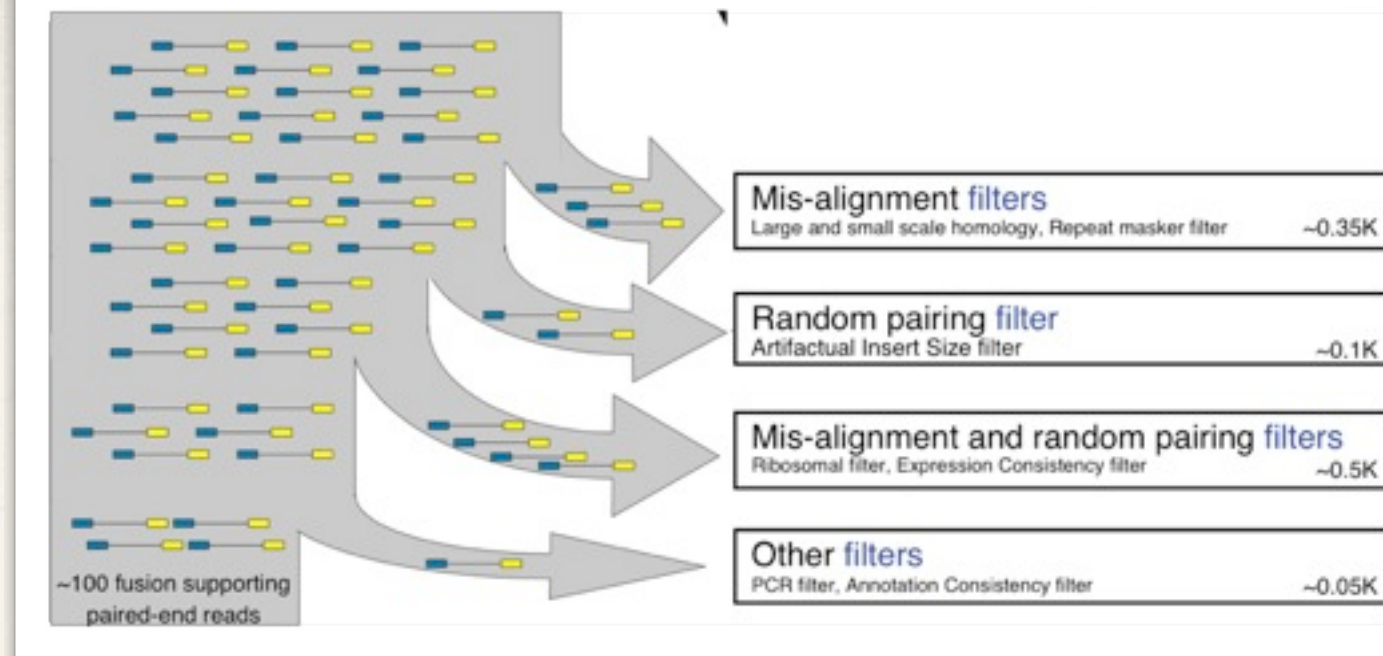 Mis-alignment filters
Large and small scale homology, Repeat masker filter ~0.35K
Random pairing filter
Artifactual Insert Size filter ~0.1K
Mis-alignment and random pairing filters
Ribosomal filter, Expression Consistency filter ~0.5K
Other filters
PCR filter, Annotation Consistency filter ~0.05K
~100 fusion supporting
paired-end reads